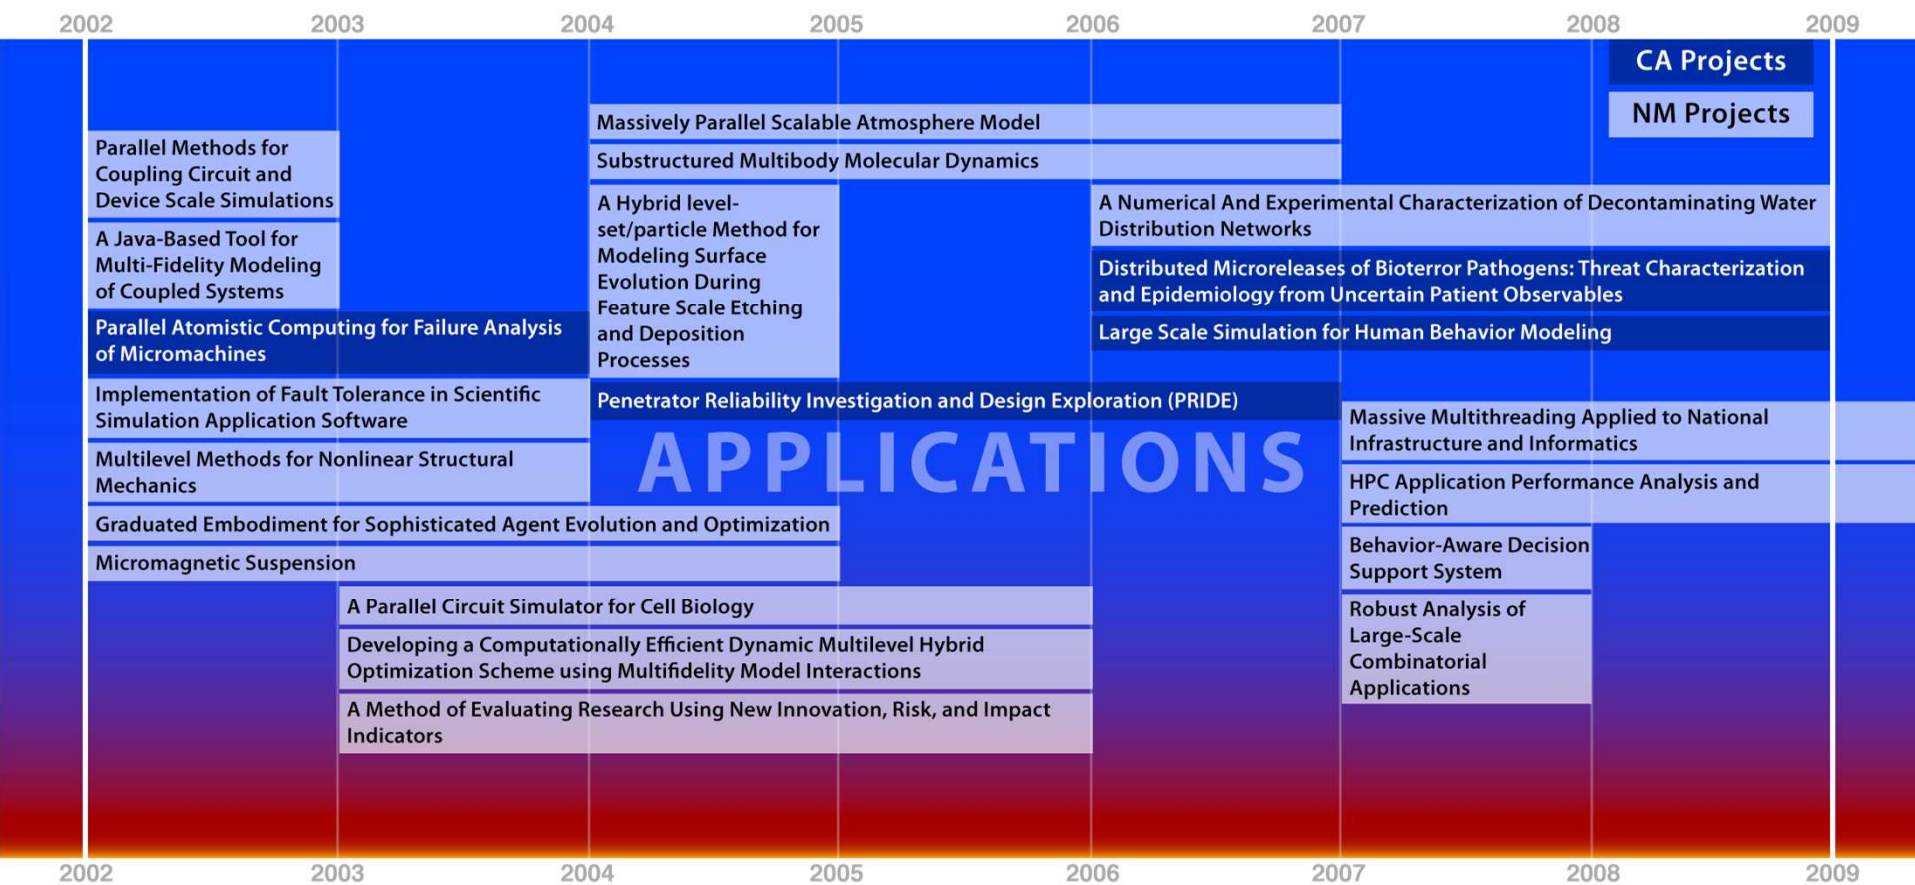 2002 2003 2004 2005 2006 2007 2008 2009
CA Projects
NM Projects
Parallel Methods for
Coupling Circuit and
Device Scale Simulations
A Java-Based Tool for
Multi-Fidelity Modeling
of Coupled Systems
Parallel Atomistic Computing for Failure Analysis
of Micromachines
Implementation of Fault Tolerance in Scientific
Simulation Application Software
Multilevel Methods for Nonlinear Structural
Mechanics
Graduated Embodiment for Sophisticated Agent Evolution and Optimization
Micromagnetic Suspension
A Parallel Circuit Simulator for Cell Biology
Developing a Computationally Efficient Dynamic Multilevel Hybrid
Optimization Scheme using Multifidelity Model Interactions
A Method of Evaluating Research Using New Innovation, Risk, and Impact
Indicators
Massively Parallel Scalable Atmosphere Model
Substructured Multibody Molecular Dynamics
A Hybrid level-
set/particle Method for
Modeling Surface
Evolution During
Feature Scale Etching
and Deposition
Processes
Penetrator Reliability Investigation and Design Exploration (PRIDE)
APPLICATIONS
A Numerical And Experimental Characterization of Decontaminating Water
Distribution Networks
Distributed Microreleases of Bioterror Pathogens: Threat Characterization
and Epidemiology from Uncertain Patient Observables
Large Scale Simulation for Human Behavior Modeling
Massive Multithreading Applied to National
Infrastructure and Informatics
HPC Application Performance Analysis and
Prediction
Behavior-Aware Decision
Support System
Robust Analysis of
Large-Scale
Combinatorial
Applications
2002 2003 2004 2005 2006 2007 2008 2009